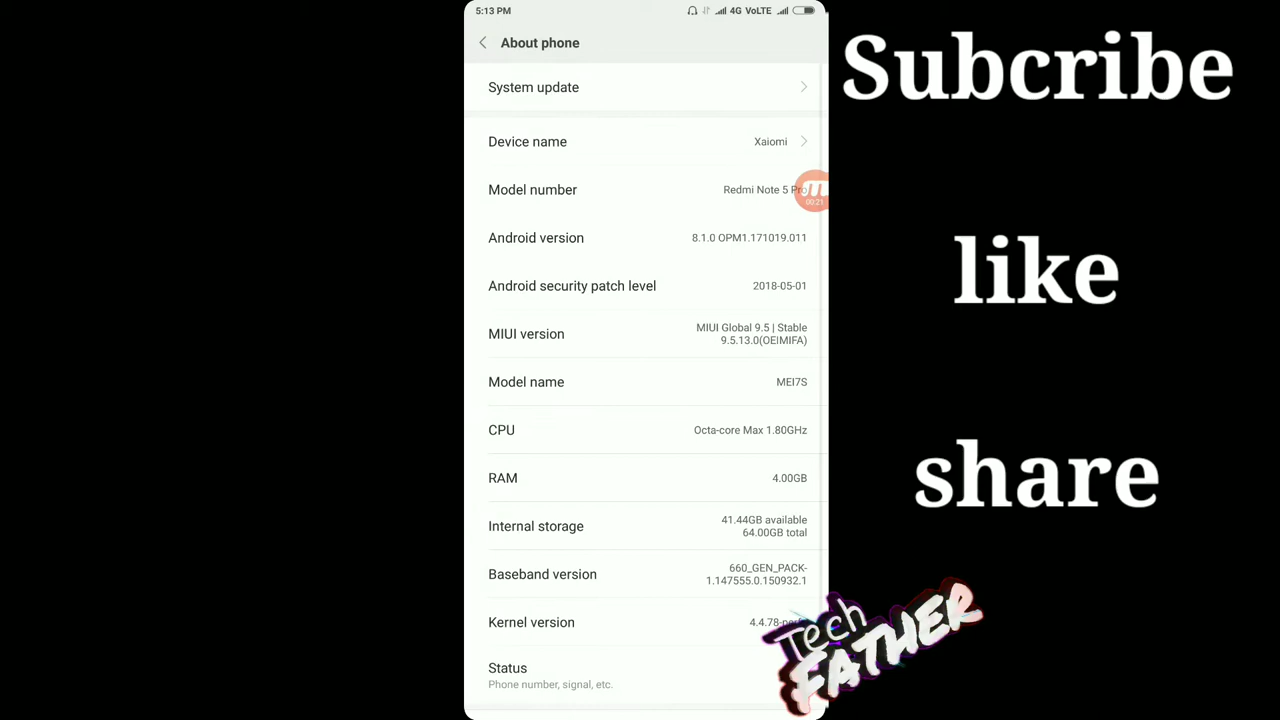 5:13 PM
4G VoLTE
About phone
Subcribe
System update
Device name
Xaiomi
Model number
Redmi Note 5 Pro
00:21
Android version
8.1.0 OPM1.171019.011
like
Android security patch level
2018-05-01
MIUI version
MIUI Global 9.5 | Stable
9.5.13.0(OEIMIFA)
Model name
MEI7S
CPU
Octa-core Max 1.80GHz
share
RAM
4.00GB
Internal storage
41.44GB available
64.00GB total
Baseband version
660_GEN_PACK-
1.147555.0.150932.1
Kernel version
Tech
FATHER
Status
Phone number, signal, etc.